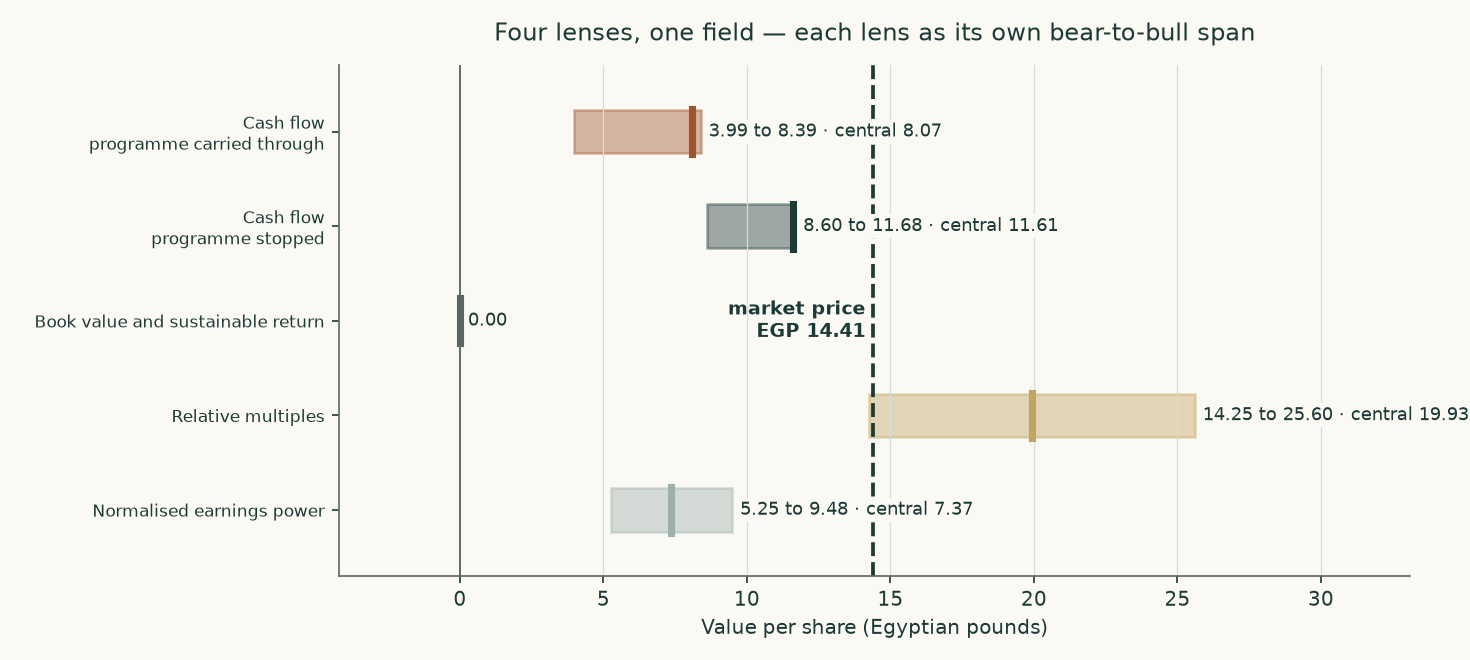 Four lenses, one field — each lens as its own bear-to-bull span
Cash flow
programme carried through
3.99 to 8.39 · central 8.07
Cash flow
programme stopped
8.60 to 11.68 · central 11.61
Book value and sustainable return
0.00
market price
EGP 14.41
Relative multiples
14.25 to 25.60 · central 19.93
Normalised earnings power
5.25 to 9.48 · central 7.37
0 5 10 15 20 25 30
Value per share (Egyptian pounds)